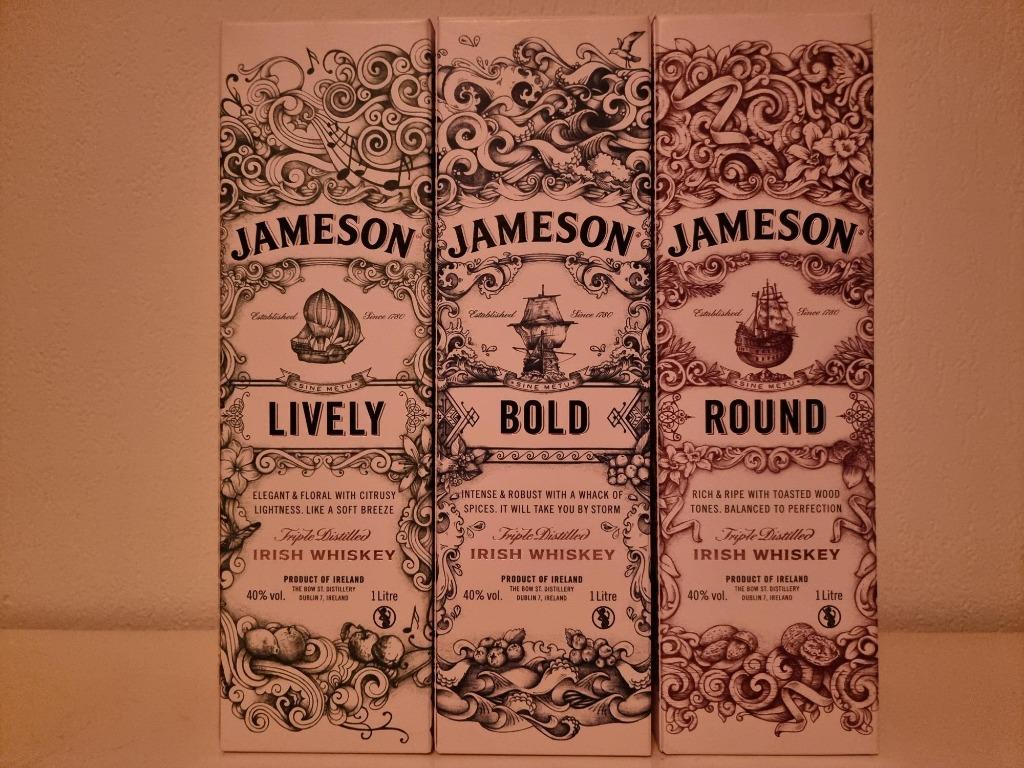 JAMESON
Established Since 1780
SINE METU
LIVELY
ELEGANT & FLORAL WITH CITRUSY
LIGHTNESS. LIKE A SOFT BREEZE
Triple Distilled
IRISH WHISKEY
PRODUCT OF IRELAND
THE BOW ST. DISTILLERY
DUBLIN 7, IRELAND
40% vol.
1 Litre
JAMESON
Established Since 1780
SINE METU
BOLD
INTENSE & ROBUST WITH A WHACK OF
SPICES. IT WILL TAKE YOU BY STORM
Triple Distilled
IRISH WHISKEY
PRODUCT OF IRELAND
THE BOW ST. DISTILLERY
DUBLIN 7, IRELAND
40% vol.
1 Litre
JAMESON
Established Since 1780
SINE METU
ROUND
RICH & RIPE WITH TOASTED WOOD
TONES. BALANCED TO PERFECTION
Triple Distilled
IRISH WHISKEY
PRODUCT OF IRELAND
THE BOW ST. DISTILLERY
DUBLIN 7, IRELAND
40% vol.
1 Litre